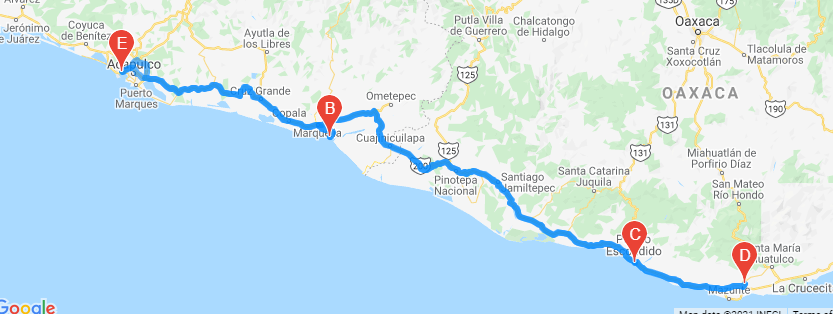 Coyuca
de Benítez
Jerónimo
de Juárez
E
Acapulco
Puerto
Marques
Ayutla de
los Libres
Cruz Grande
Copala
B
Marquelia
Ometepec
Cuajinicuilapa
125
200
125
Pinotepa
Nacional
Putla Villa
de Guerrero
Chalcatongo
de Hidalgo
Oaxaca
Santa Cruz
Xoxocotlán
Tlacolula de
Matamoros
OAXACA
190
131
131
Miahuatlán de
Porfirio Díaz
Santiago
Jamiltepec
Santa Catarina
Juquila
San Mateo
Río Hondo
C
Puerto
Escondido
D
Santa María
Huatulco
Mazunte
La Crucecit
Google
Map data ©2021 INEGI
Terms of